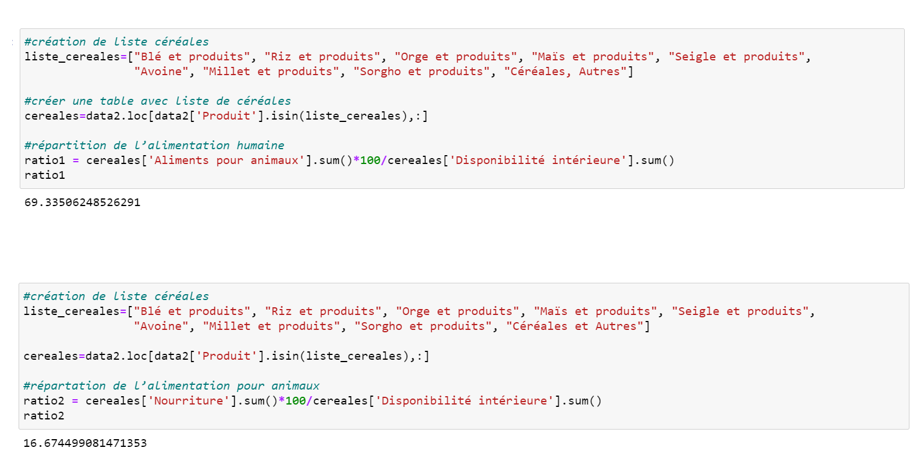 #création de liste céréales
liste_cereales=["Blé et produits", "Riz et produits", "Orge et produits", "Maïs et produits", "Seigle et produits",
"Avoine", "Millet et produits", "Sorgho et produits", "Céréales, Autres"]
#créer une table avec liste de céréales
cereales=data2.loc[data2['Produit'].isin(liste_cereales),:]
#répartition de l’alimentation humaine
ratio1 = cereales['Aliments pour animaux'].sum()*100/cereales['Disponibilité intérieure'].sum()
ratio1
69.33506248526291
#création de liste céréales
liste_cereales=["Blé et produits", "Riz et produits", "Orge et produits", "Maïs et produits", "Seigle et produits",
"Avoine", "Millet et produits", "Sorgho et produits", "Céréales et Autres"]
cereales=data2.loc[data2['Produit'].isin(liste_cereales),:]
#répartation de l’alimentation pour animaux
ratio2 = cereales['Nourriture'].sum()*100/cereales['Disponibilité intérieure'].sum()
ratio2
16.674499081471353